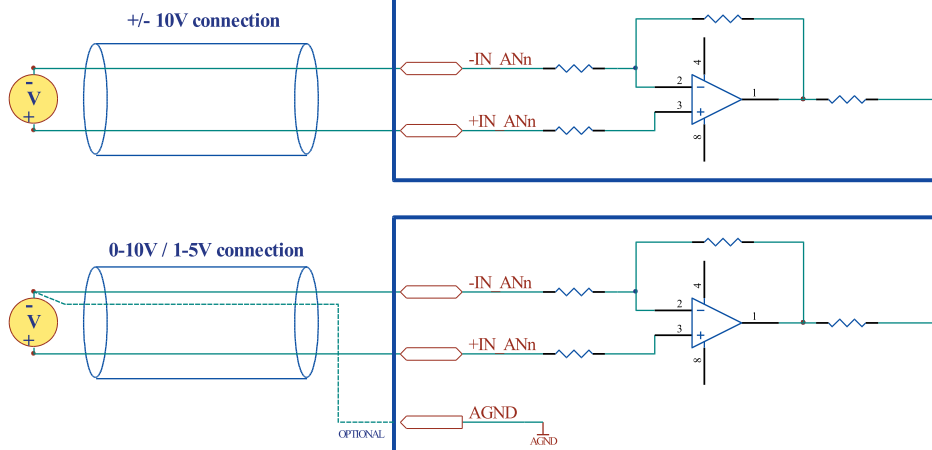 +/- 10V connection
-IN_ANn
4
-
V
+
2
-
1
3
+
+IN_ANn
8
0-10V / 1-5V connection
-IN_ANn
4
-
V
+
2
-
1
3
+
+IN_ANn
8
AGND
OPTIONAL
AGND